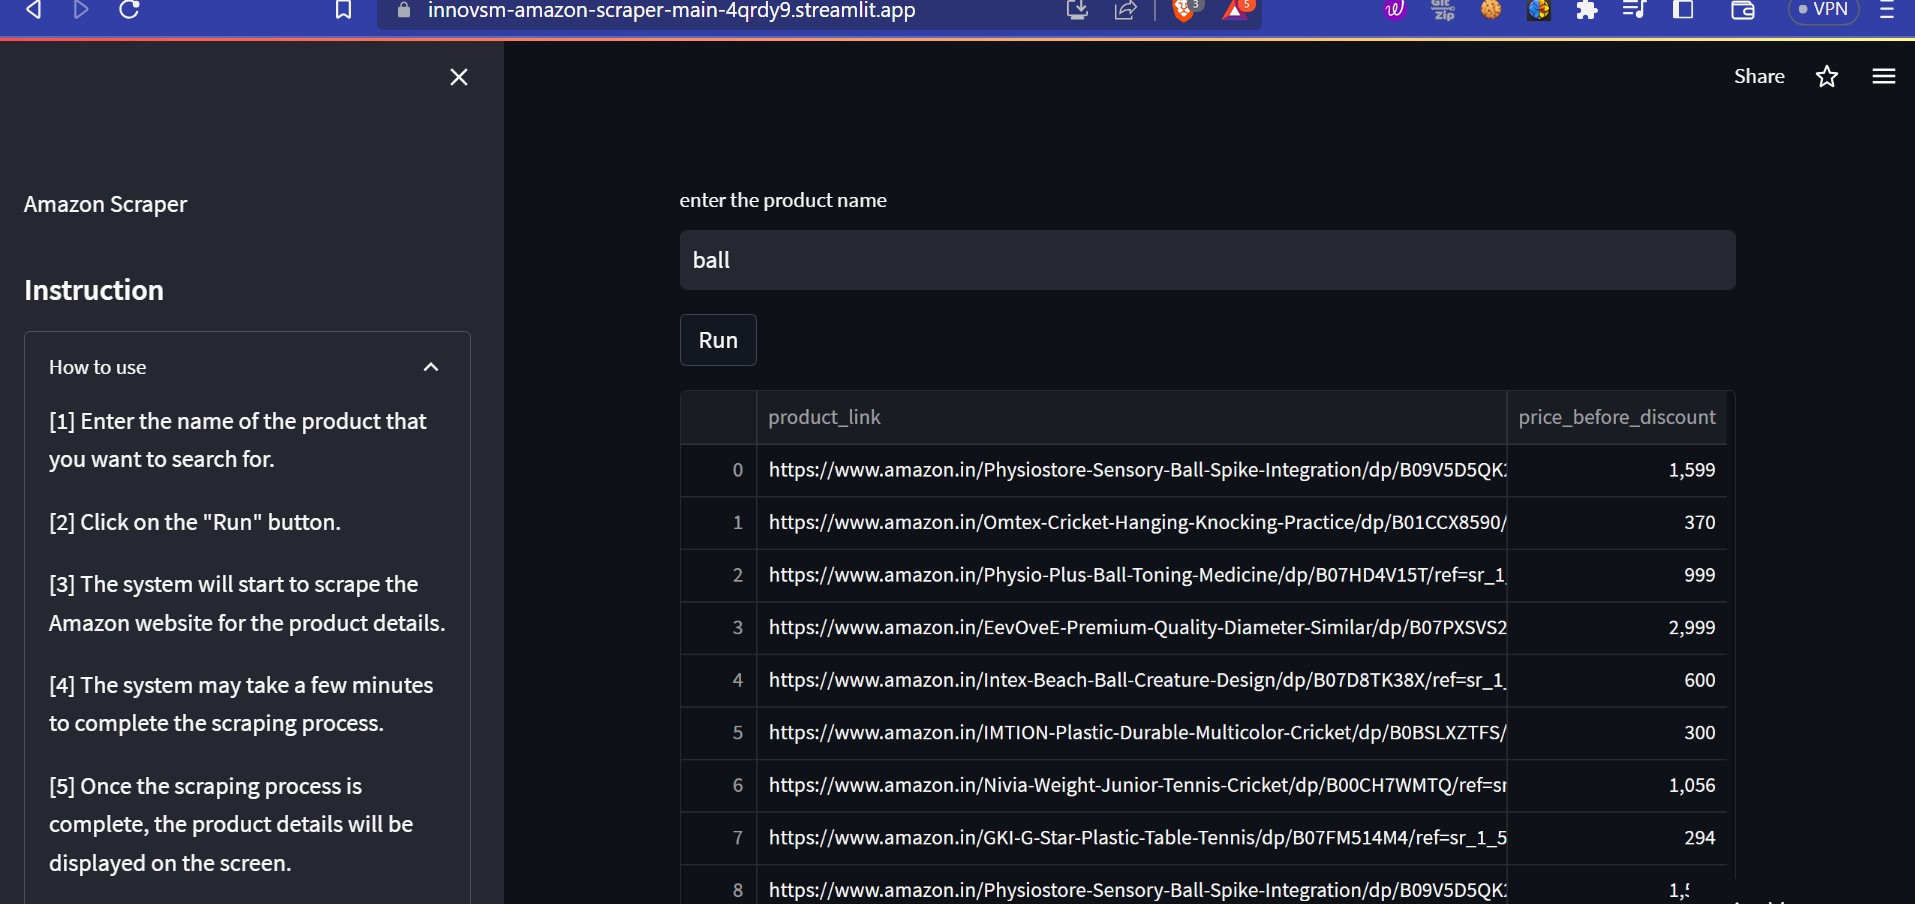 innovsm-amazon-scraper-main-4qrdy9.streamlit.app
3
5
Git
Zip
VPN
Share
Amazon Scraper
Instruction
How to use
[1] Enter the name of the product that
you want to search for.
[2] Click on the "Run" button.
[3] The system will start to scrape the
Amazon website for the product details.
[4] The system may take a few minutes
to complete the scraping process.
[5] Once the scraping process is
complete, the product details will be
displayed on the screen.
enter the product name
ball
Run
product_link price_before_discount
0 https://www.amazon.in/Physiostore-Sensory-Ball-Spike-Integration/dp/B09V5D5QK 1,599
1 https://www.amazon.in/Omtex-Cricket-Hanging-Knocking-Practice/dp/B01CCX8590/ 370
2 https://www.amazon.in/Physio-Plus-Ball-Toning-Medicine/dp/B07HD4V15T/ref=sr_1_ 999
3 https://www.amazon.in/EevOveE-Premium-Quality-Diameter-Similar/dp/B07PXSVS2 2,999
4 https://www.amazon.in/Intex-Beach-Ball-Creature-Design/dp/B07D8TK38X/ref=sr_1_ 600
5 https://www.amazon.in/IMTION-Plastic-Durable-Multicolor-Cricket/dp/B0BSLXZTFS/ 300
6 https://www.amazon.in/Nivia-Weight-Junior-Tennis-Cricket/dp/B00CH7WMTQ/ref=sr 1,056
7 https://www.amazon.in/GKI-G-Star-Plastic-Table-Tennis/dp/B07FM514M4/ref=sr_1_5 294
8 https://www.amazon.in/Physiostore-Sensory-Ball-Spike-Integration/dp/B09V5D5QK